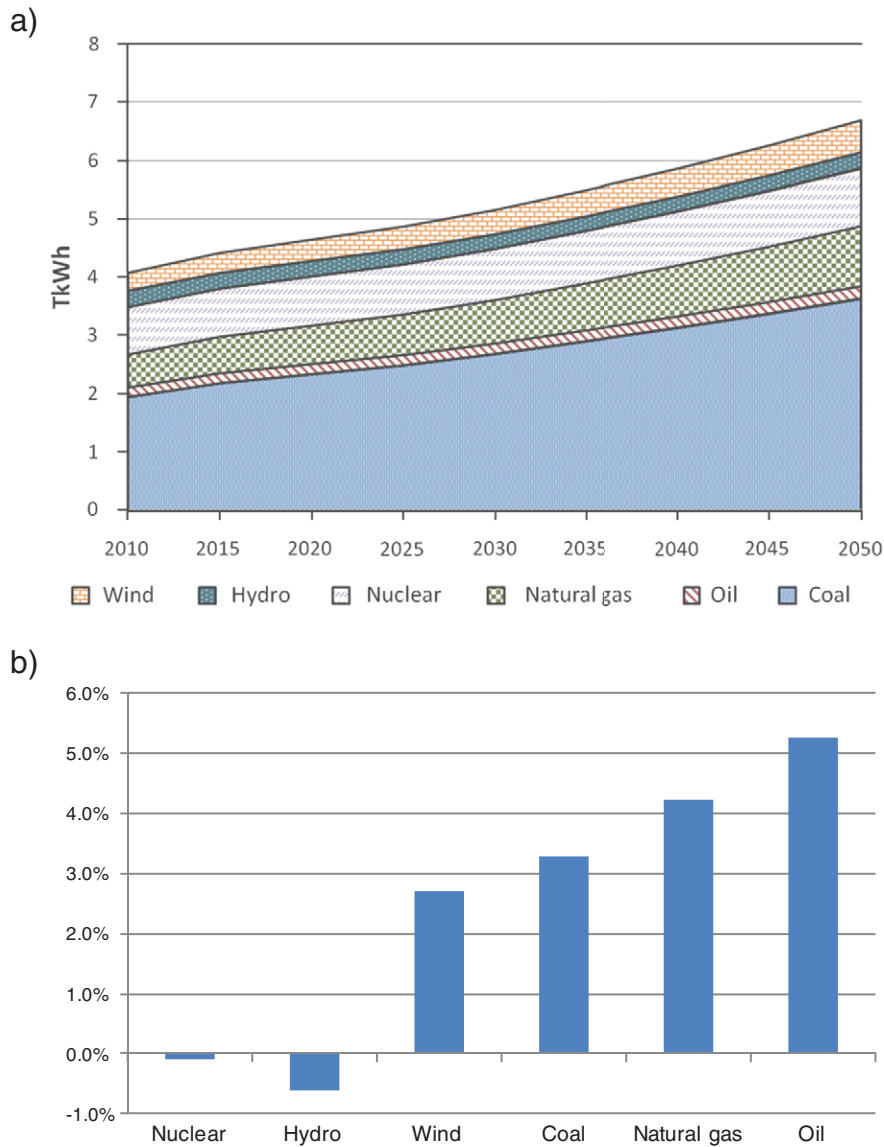 a)
8
7
6
5
4
3
2
1
0
TkWh
2010 2015 2020 2025 2030 2035 2040 2045 2050
Wind Hydro Nuclear Natural gas Oil Coal
b)
6.0%
5.0%
4.0%
3.0%
2.0%
1.0%
0.0%
-1.0%
Nuclear Hydro Wind Coal Natural gas Oil